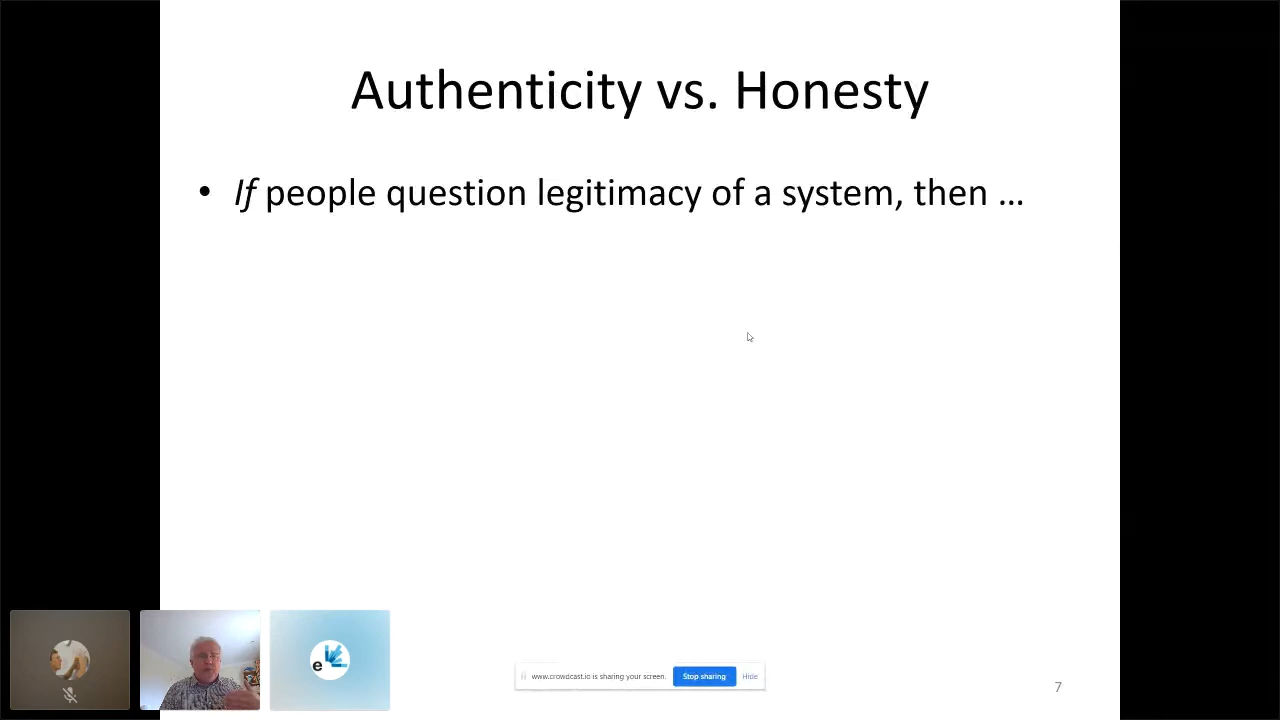 Authenticity vs. Honesty
• If people question legitimacy of a system, then …
e
www.crowdcast.io is sharing your screen.
Stop sharing
Hide
7